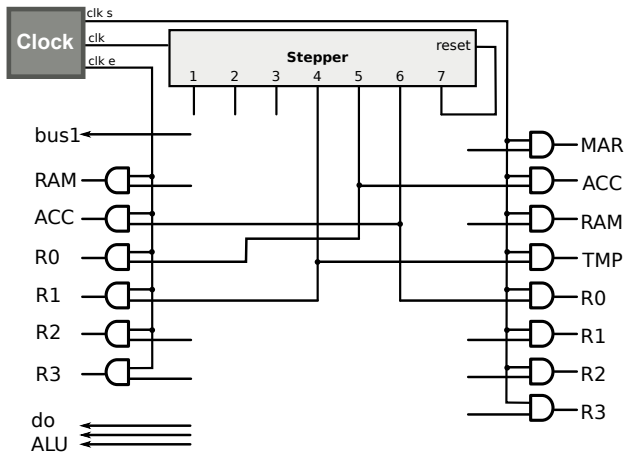 clk s
Clock
clk
clk e
reset
Stepper
1 2 3 4 5 6 7
bus1
RAM
ACC
R0
R1
R2
R3
do
ALU
MAR
ACC
RAM
TMP
R0
R1
R2
R3